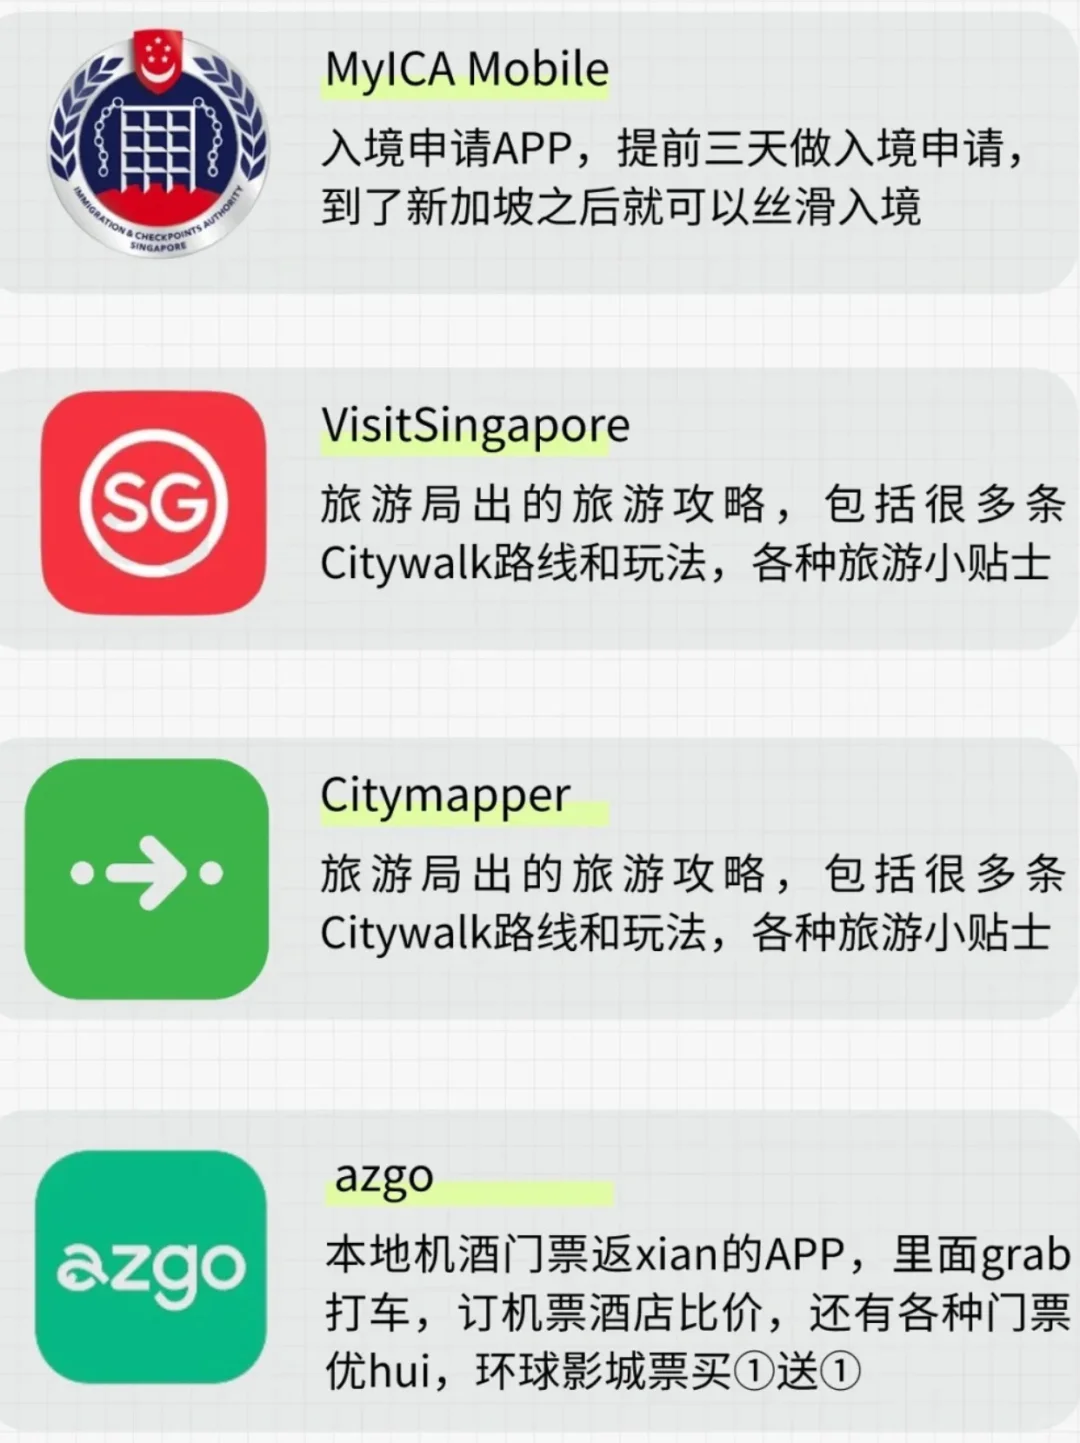 IMMIGRATION & CHECKPOINTS AUTHORITY
SINGAPORE
MyICA Mobile
入境申请APP，提前三天做入境申请，
到了新加坡之后就可以丝滑入境
SG
VisitSingapore
旅游局出的旅游攻略，包括很多条
Citywalk路线和玩法，各种旅游小贴士
Citymapper
旅游局出的旅游攻略，包括很多条
Citywalk路线和玩法，各种旅游小贴士
azgo
azgo
本地机酒门票返xian的APP，里面grab
打车，订机票酒店比价，还有各种门票
优hui，环球影城票买①送①